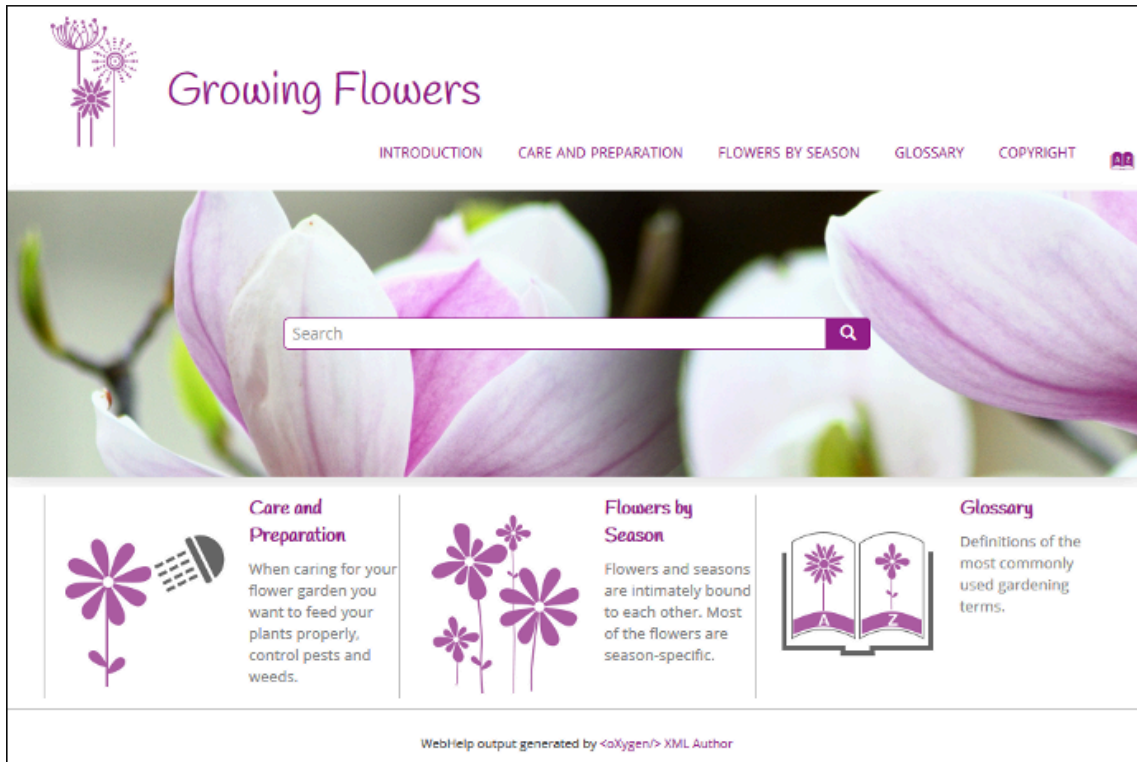 Growing Flowers
INTRODUCTION CARE AND PREPARATION FLOWERS BY SEASON GLOSSARY COPYRIGHT
Search
Care and
Preparation
When caring for your
flower garden you
want to feed your
plants properly,
control pests and
weeds.
Flowers by
Season
Flowers and seasons
are intimately bound
to each other. Most
of the flowers are
season-specific.
A Z
Glossary
Definitions of the
most commonly
used gardening
terms.
WebHelp output generated by <oXygen/> XML Author